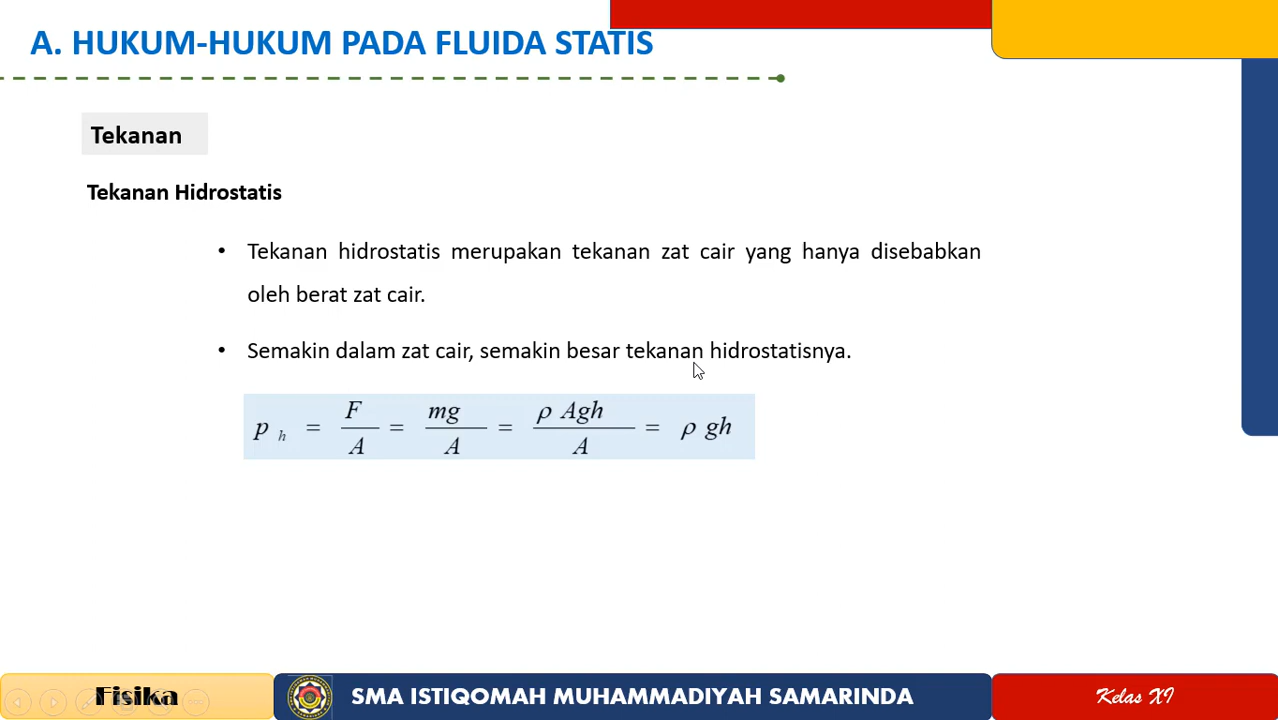 A. HUKUM-HUKUM PADA FLUIDA STATIS
Tekanan
Tekanan Hidrostatis
• Tekanan hidrostatis merupakan tekanan zat cair yang hanya disebabkan
oleh berat zat cair.
• Semakin dalam zat cair, semakin besar tekanan hidrostatisnya.
p_h = F/A = mg/A = ρ Agh/A = ρ gh
Fisika SMA ISTIQOMAH MUHAMMADIYAH SAMARINDA Kelas XI